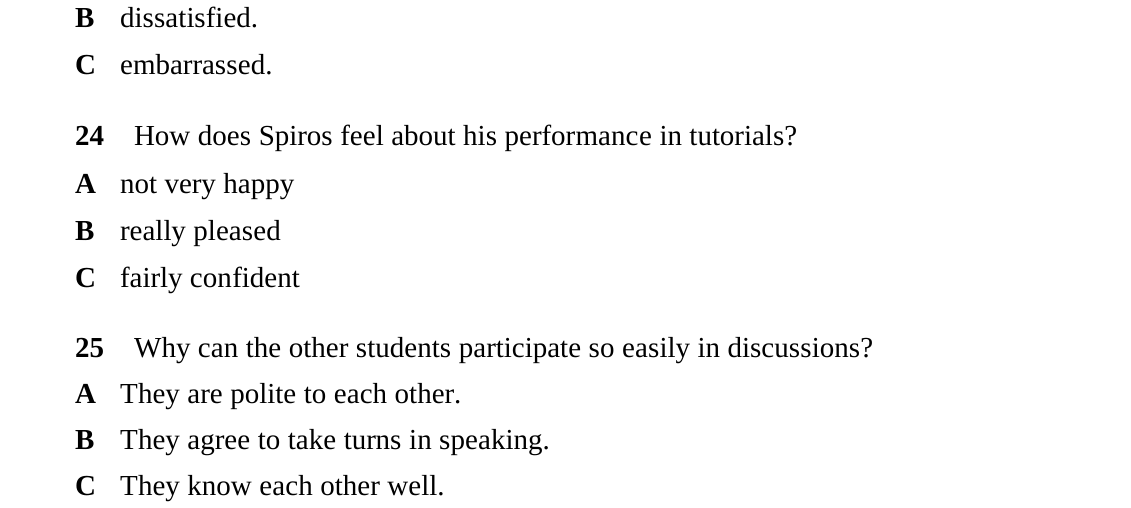 B dissatisfied.
C embarrassed.
24 How does Spiros feel about his performance in tutorials?
A not very happy
B really pleased
C fairly confident
25 Why can the other students participate so easily in discussions?
A They are polite to each other.
B They agree to take turns in speaking.
C They know each other well.